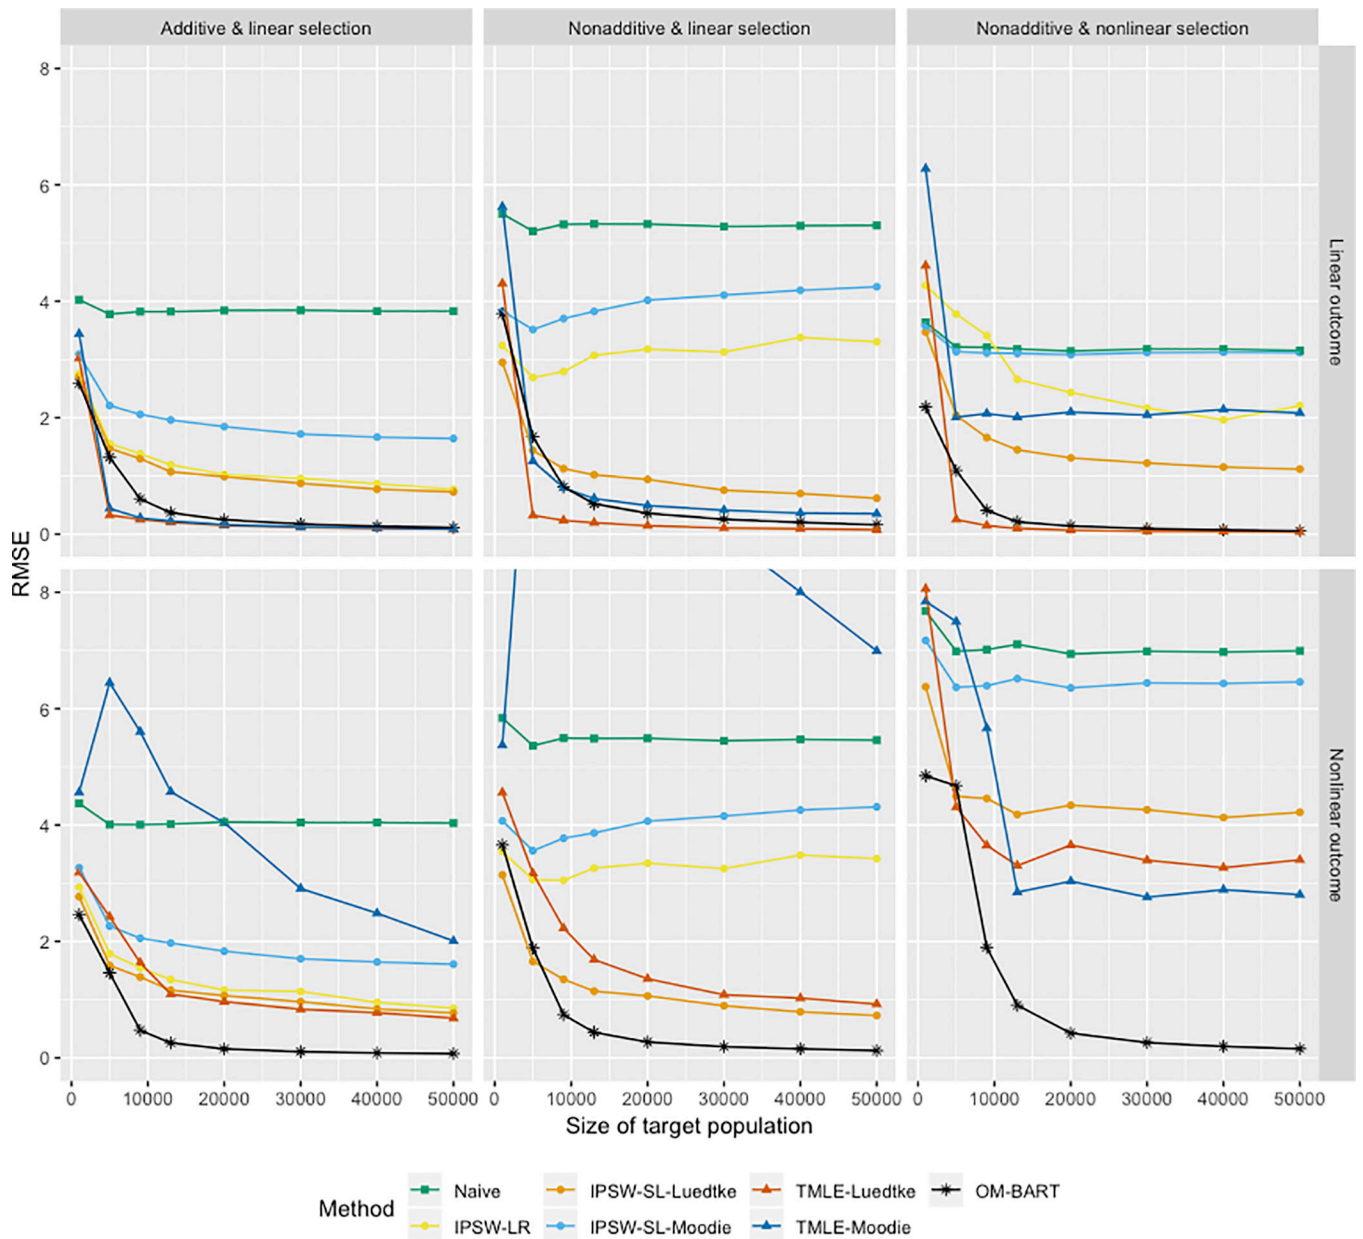 Additive & linear selection
Nonadditive & linear selection
Nonadditive & nonlinear selection
8
6
4
2
0
Linear outcome
RMSE
8
6
4
2
0
Nonlinear outcome
0 10000 20000 30000 40000 50000
0 10000 20000 30000 40000 50000
0 10000 20000 30000 40000 50000
Size of target population
Method
Naive
IPSW-SL-Luedtke
TMLE-Luedtke
OM-BART
IPSW-LR
IPSW-SL-Moodie
TMLE-Moodie